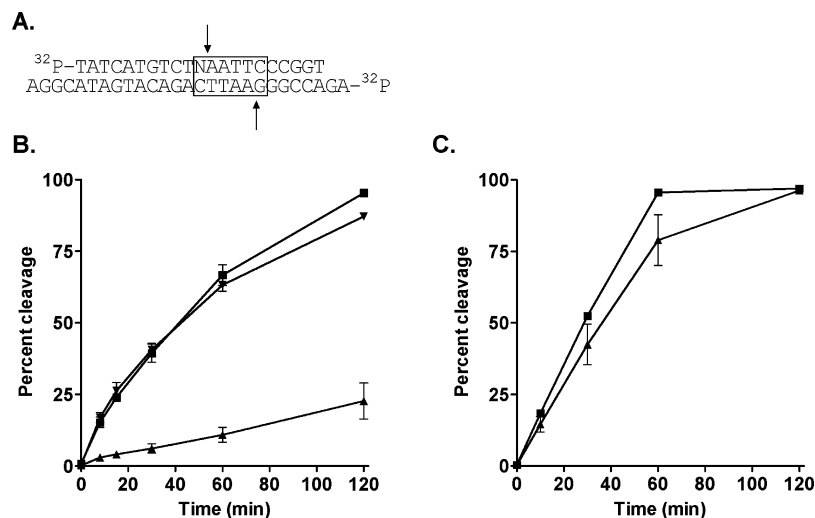 A.
32P-TATCATGTCTNAATTCCCGGT
AGGCATAGTACAGACTTAAGGGCCAGA-32P
B.
100
75
50
25
0
0 20 40 60 80 100 120
Percent cleavage
Time (min)
C.
100
75
50
25
0
0 20 40 60 80 100 120
Percent cleavage
Time (min)